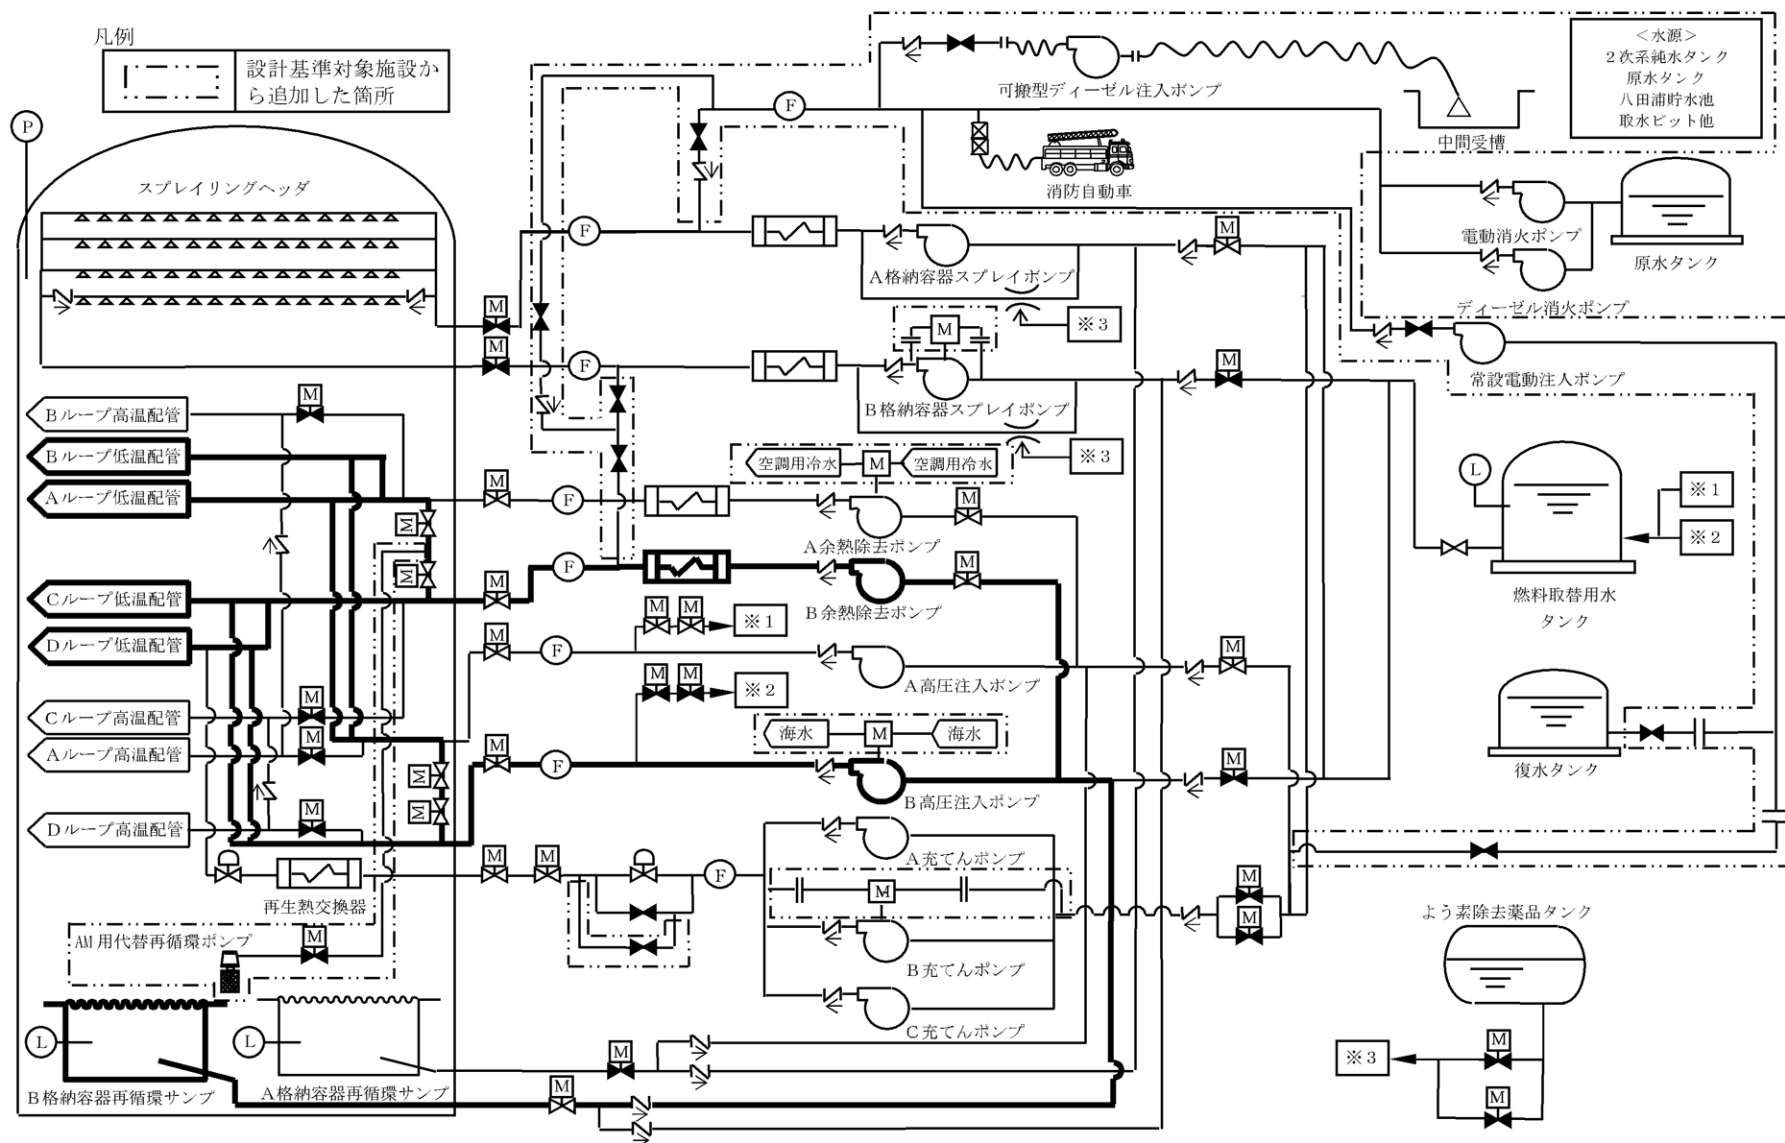 凡例
設計基準対象施設か
ら追加した箇所
<水源>
2次系純水タンク
原水タンク
八田浦貯水池
取水ピット他
可搬型ディーゼル注入ポンプ
中間受槽
消防自動車
P
F
スプレイリングヘッダ
電動消火ポンプ
原水タンク
ディーゼル消火ポンプ
F
M
A格納容器スプレイポンプ
※3
M
M
M
F
M
B格納容器スプレイポンプ
常設電動注入ポンプ
※3
Bループ高温配管
M
Bループ低温配管
空調用冷水
M
空調用冷水
L
※1
※2
Aループ低温配管
M
M
F
M
A余熱除去ポンプ
燃料取替用水
タンク
M
Cループ低温配管
M
F
M
B余熱除去ポンプ
M
M
※1
Dループ低温配管
M
F
M
A高圧注入ポンプ
M
M
※2
Cループ高温配管
M
海水
M
海水
Aループ高温配管
M
M
F
M
B高圧注入ポンプ
復水タンク
M
M
Dループ高温配管
M
A充てんポンプ
再生熱交換器
M
M
F
M
M
M
B充てんポンプ
よう素除去薬品タンク
AM用代替再循環ポンプ
M
C充てんポンプ
L
L
M
M
※3
M
M
B格納容器再循環サンプ
A格納容器再循環サンプ